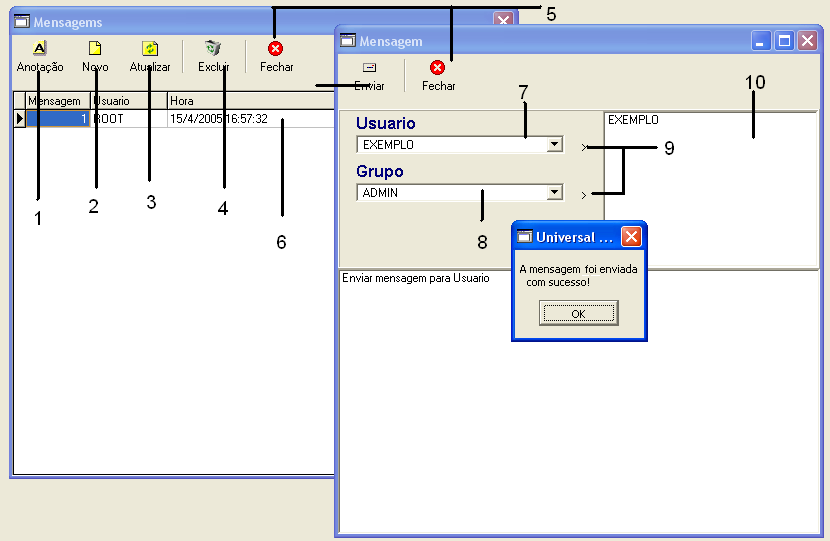 Mensagems
5
Mensagem
Anotação Novo Atualizar Excluir Fechar
Enviar Fechar
Mensagem Usuario Hora
1 ROOT 15/4/2005 16:57:32
7
10
Usuario
EXEMPLO
EXEMPLO
>
9
Grupo
ADMIN
>
1
2
3
4
6
8
Universal ...
A mensagem foi enviada
com sucesso!
OK
Enviar mensagem para Usuario